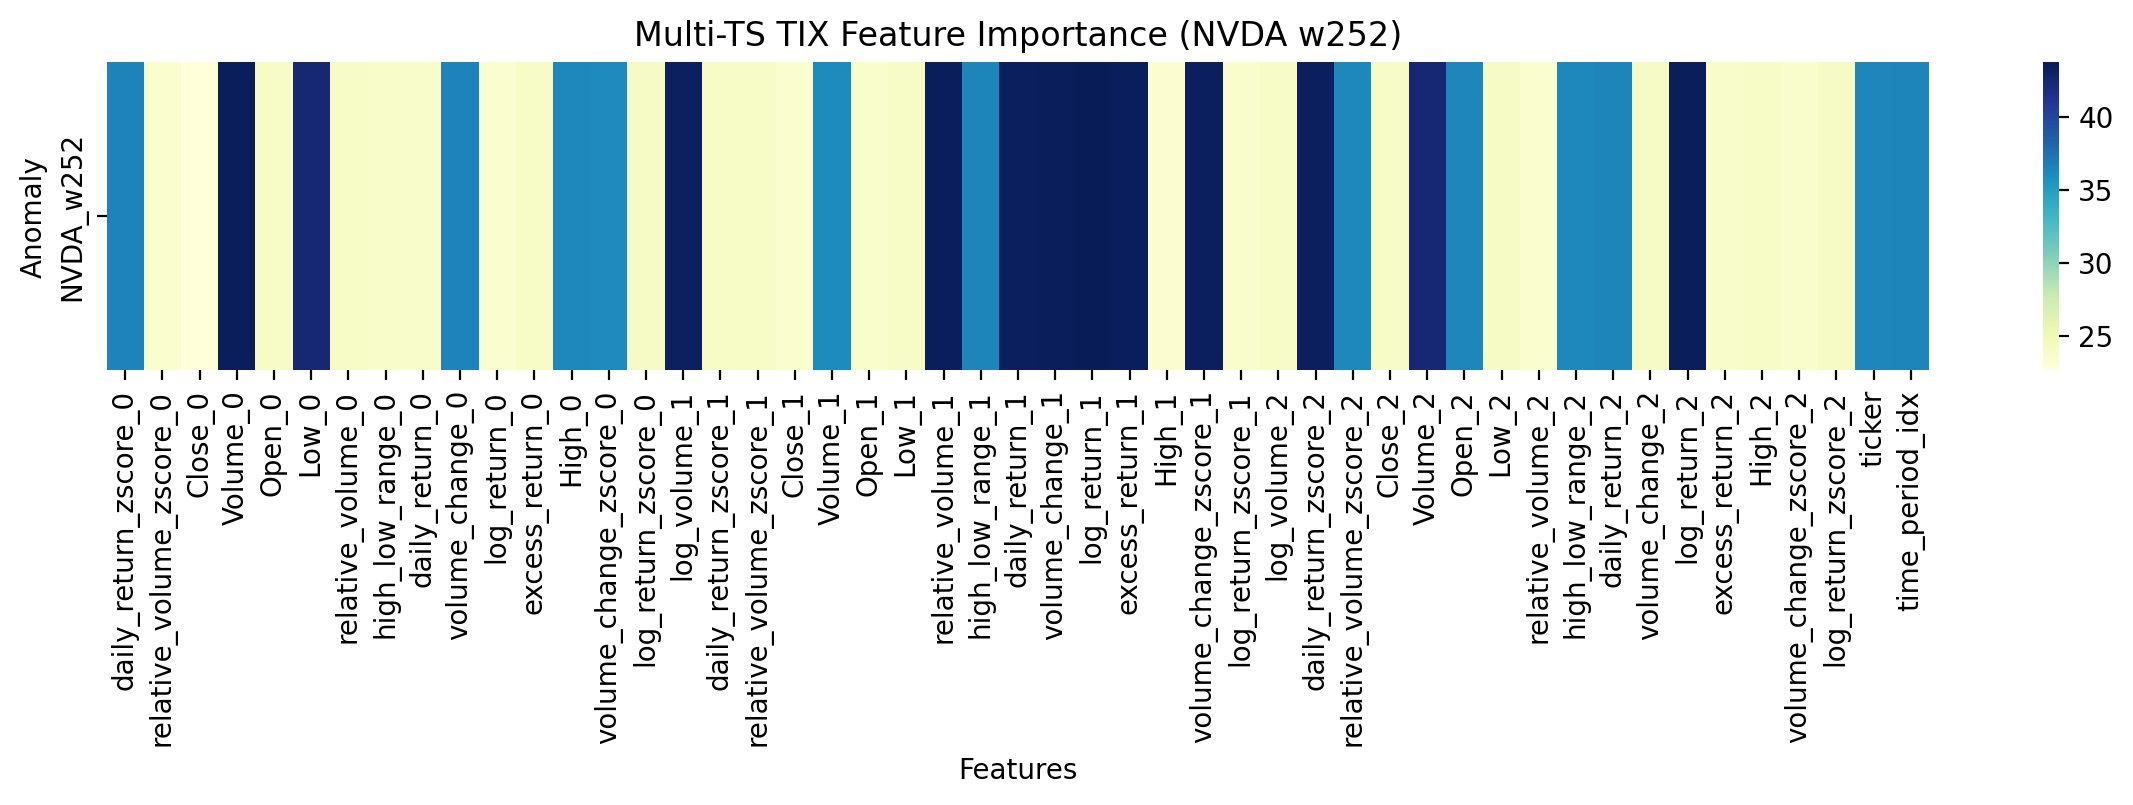 Multi-TS TIX Feature Importance (NVDA w252)
Anomaly
NVDA_w252
40
35
30
25
daily_return_zscore_0
relative_volume_zscore_0
Close_0
Volume_0
Open_0
Low_0
relative_volume_0
high_low_range_0
daily_return_0
volume_change_0
log_return_0
excess_return_0
High_0
volume_change_zscore_0
log_return_zscore_0
log_volume_1
daily_return_zscore_1
relative_volume_zscore_1
Close_1
Volume_1
Open_1
Low_1
relative_volume_1
high_low_range_1
daily_return_1
volume_change_1
log_return_1
excess_return_1
High_1
volume_change_zscore_1
log_return_zscore_1
log_volume_2
daily_return_zscore_2
relative_volume_zscore_2
Close_2
Volume_2
Open_2
Low_2
relative_volume_2
high_low_range_2
daily_return_2
volume_change_2
log_return_2
excess_return_2
High_2
volume_change_zscore_2
log_return_zscore_2
ticker
time_period_idx
Features